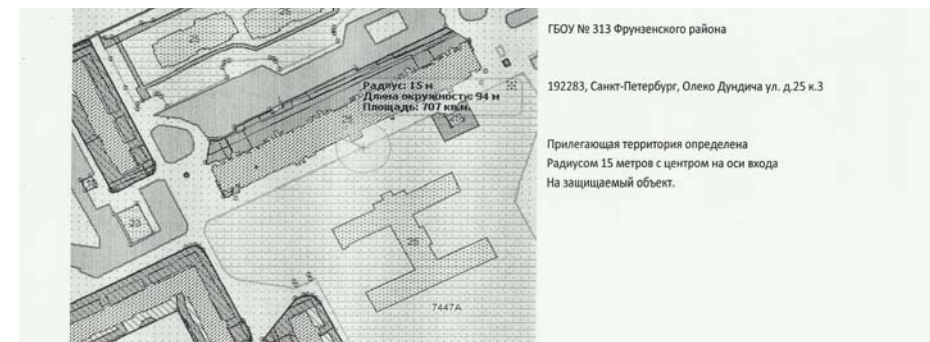 ГБОУ № 313 Фрунзенского района
192283, Санкт-Петербург, Олеко Дундича ул. д.25 к.3
Радиус: 15 м
Длина окружности: 94 м
Площадь: 707 кв.м.
Прилегающая территория определена
Радиусом 15 метров с центром на оси входа
На защищаемый объект.
23
25
7447А